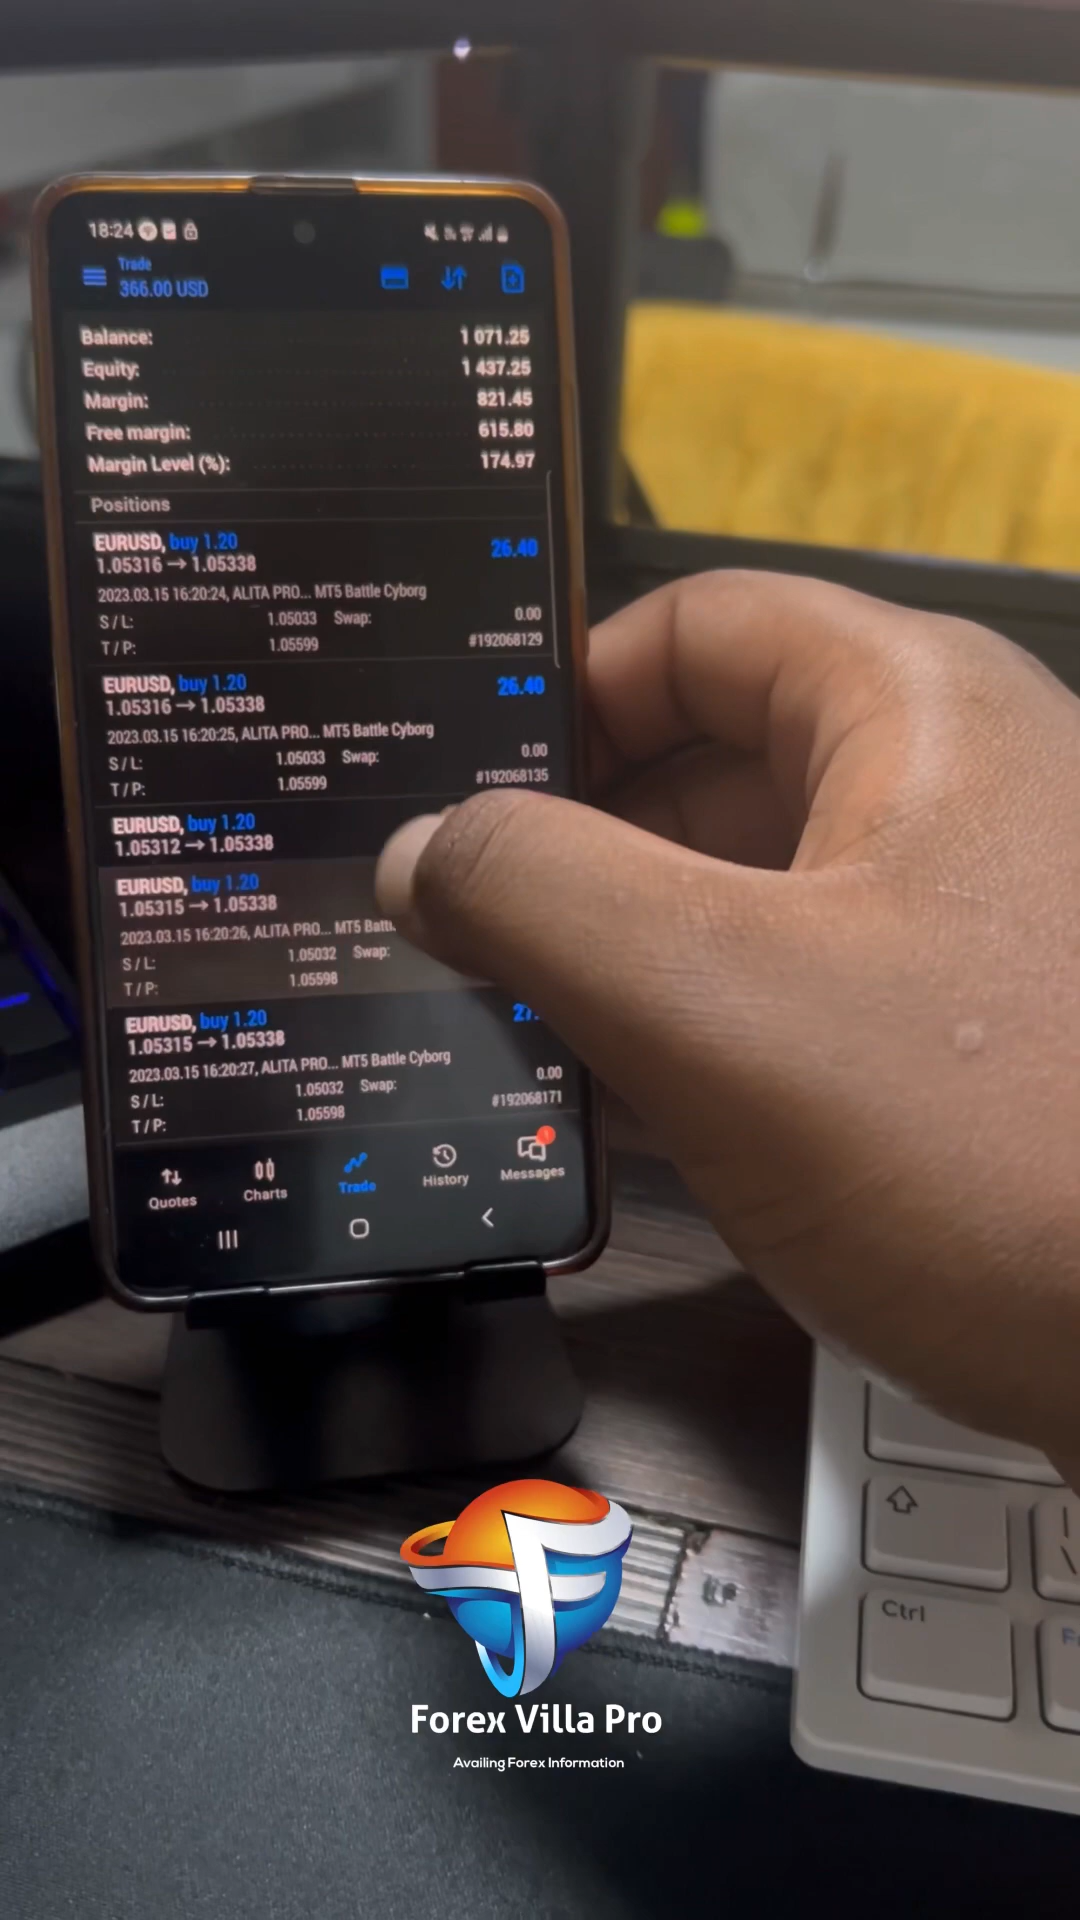 18:24
Trade
366.00 USD
Balance: 1 071.25
Equity: 1 437.25
Margin: 821.45
Free margin: 615.80
Margin Level (%): 174.97
Positions
EURUSD, buy 1.20 26.40
1.05316 → 1.05338
2023.03.15 16:20:24, ALITA PRO... MT5 Battle Cyborg
S / L: 1.05033 Swap: 0.00
T / P: 1.05599 #192068129
EURUSD, buy 1.20 26.40
1.05316 → 1.05338
2023.03.15 16:20:25, ALITA PRO... MT5 Battle Cyborg
S / L: 1.05033 Swap: 0.00
T / P: 1.05599 #192068135
EURUSD, buy 1.20
1.05312 → 1.05338
EURUSD, buy 1.20
1.05315 → 1.05338
2023.03.15 16:20:26, ALITA PRO... MT5
S / L: 1.05032 Swap:
T / P: 1.05598
EURUSD, buy 1.20 27.
1.05315 → 1.05338
2023.03.15 16:20:27, ALITA PRO... MT5 Battle Cyborg
S / L: 1.05032 Swap: 0.00
T / P: 1.05598 #192068171
Quotes Charts Trade History Messages
Ctrl
Forex Villa Pro
Availing Forex Information